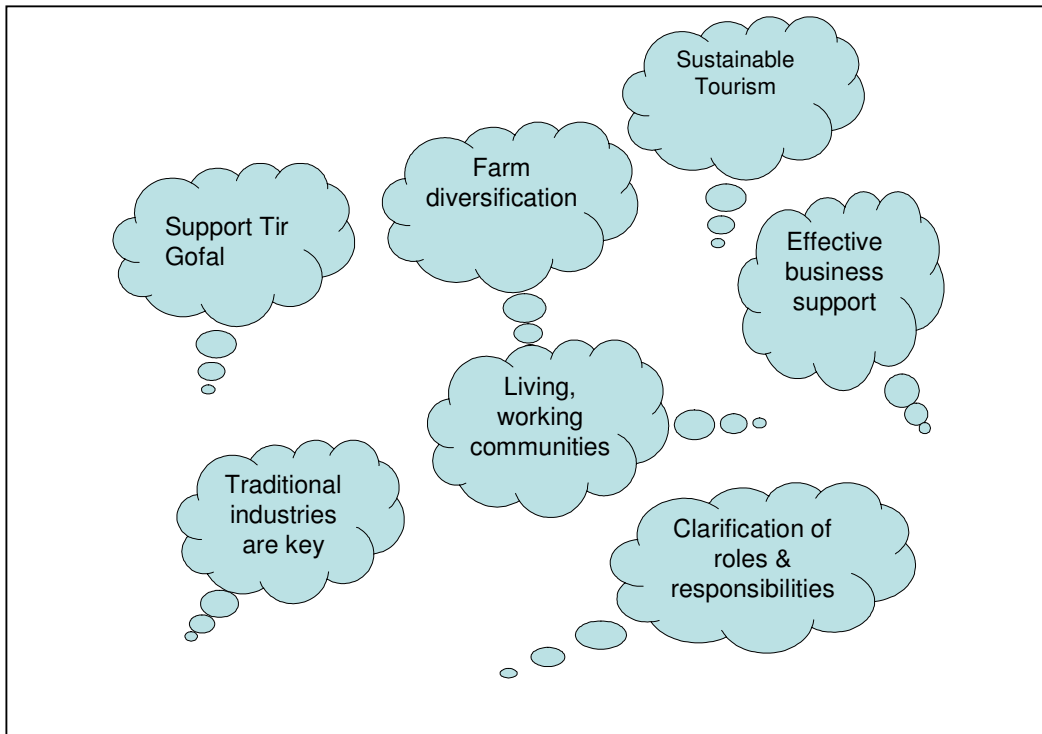 Sustainable
Tourism
Farm
diversification
Support Tir
Gofal
Effective
business
support
Living,
working
communities
Traditional
industries
are key
Clarification of
roles &
responsibilities